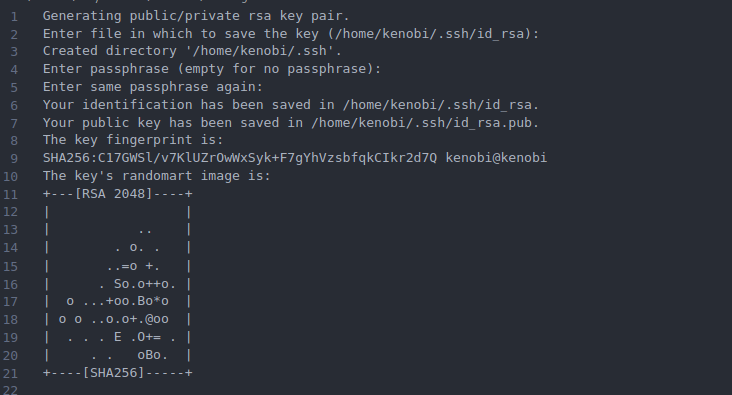 1 Generating public/private rsa key pair.
2 Enter file in which to save the key (/home/kenobi/.ssh/id_rsa):
3 Created directory '/home/kenobi/.ssh'.
4 Enter passphrase (empty for no passphrase):
5 Enter same passphrase again:
6 Your identification has been saved in /home/kenobi/.ssh/id_rsa.
7 Your public key has been saved in /home/kenobi/.ssh/id_rsa.pub.
8 The key fingerprint is:
9 SHA256:C17GWSl/v7KlUZrOwWxSyk+F7gYhVzsbfqkCIkr2d7Q kenobi@kenobi
10 The key's randomart image is:
11 +---[RSA 2048]----+
12 |                 |
13 |           ..    |
14 |        . o. .   |
15 |       ..=o +.   |
16 |      . So.o++o. |
17 |  o ...+oo.Bo*o  |
18 | o o ..o.o+.@oo  |
19 |  . . . E .O+= . |
20 |     . .   oBo.  |
21 +----[SHA256]-----+
22